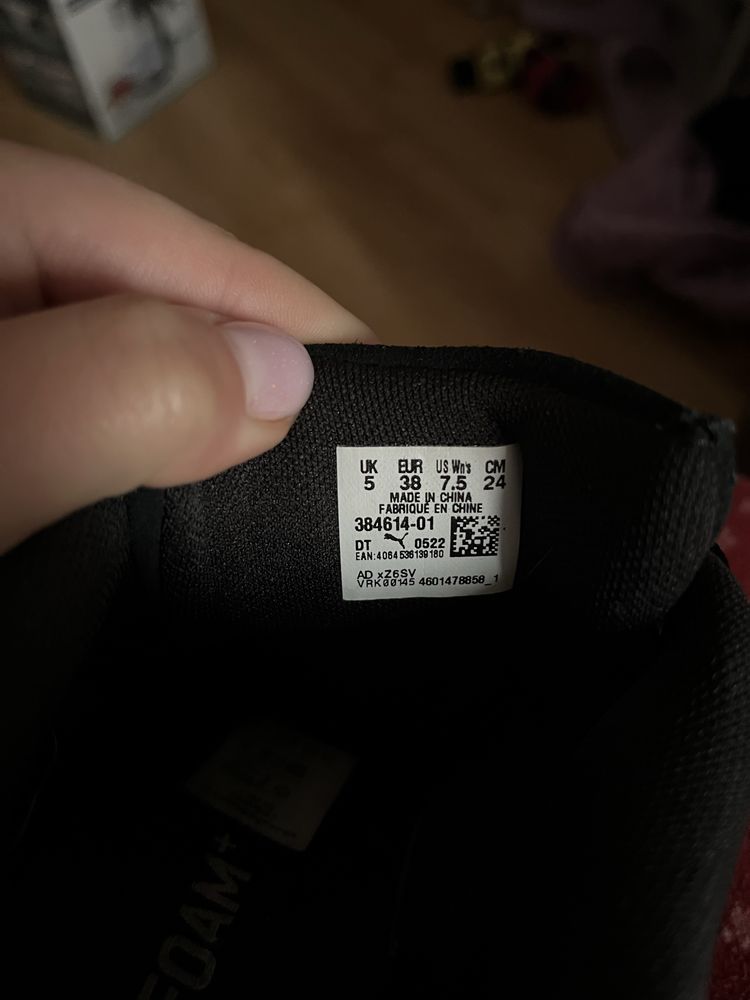 UK EUR US Wn's CM
5 38 7.5 24
MADE IN CHINA
FABRIQUÉ EN CHINE
384614-01
DT 0522
EAN:4064536139180
AD xZ6SV
VRK00145 4601478858_1
FOAM+